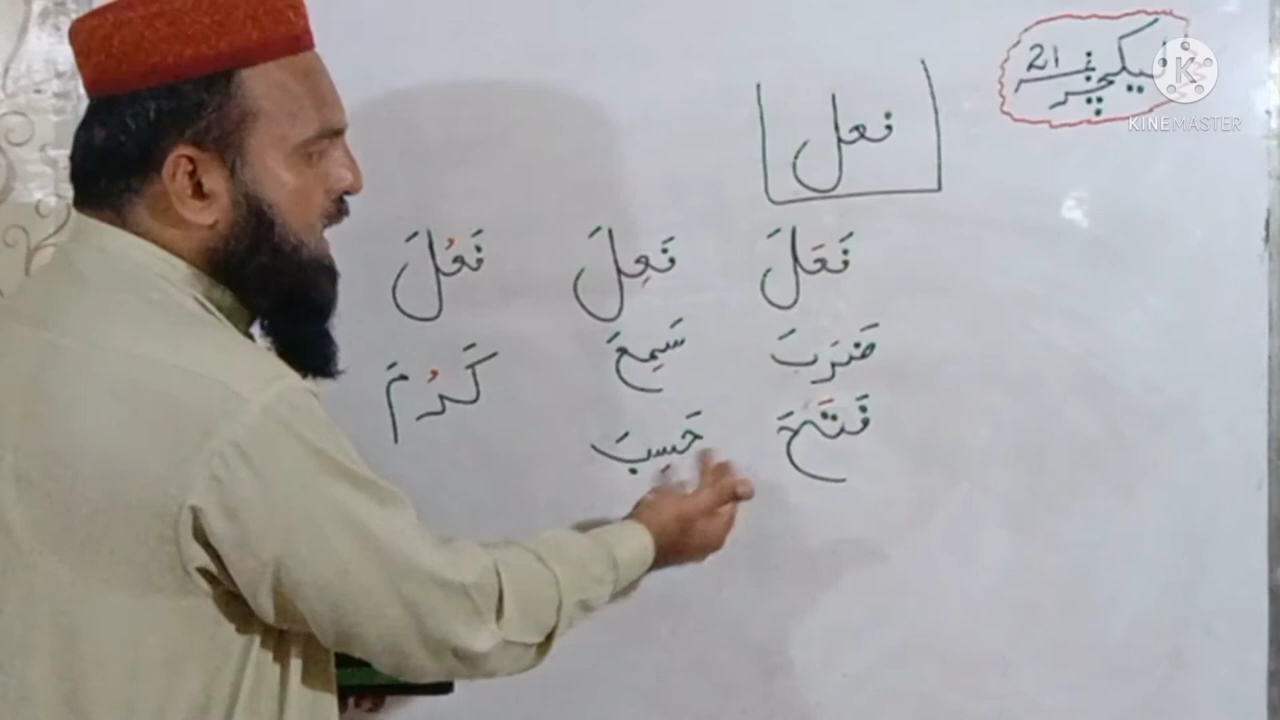 لیکچر نمبر 21
KINEMASTER
فعل
فَعَلَ فَعِلَ فَعُلَ
ضَرَبَ سَمِعَ كَرُمَ
فَتَحَ حَسِبَ